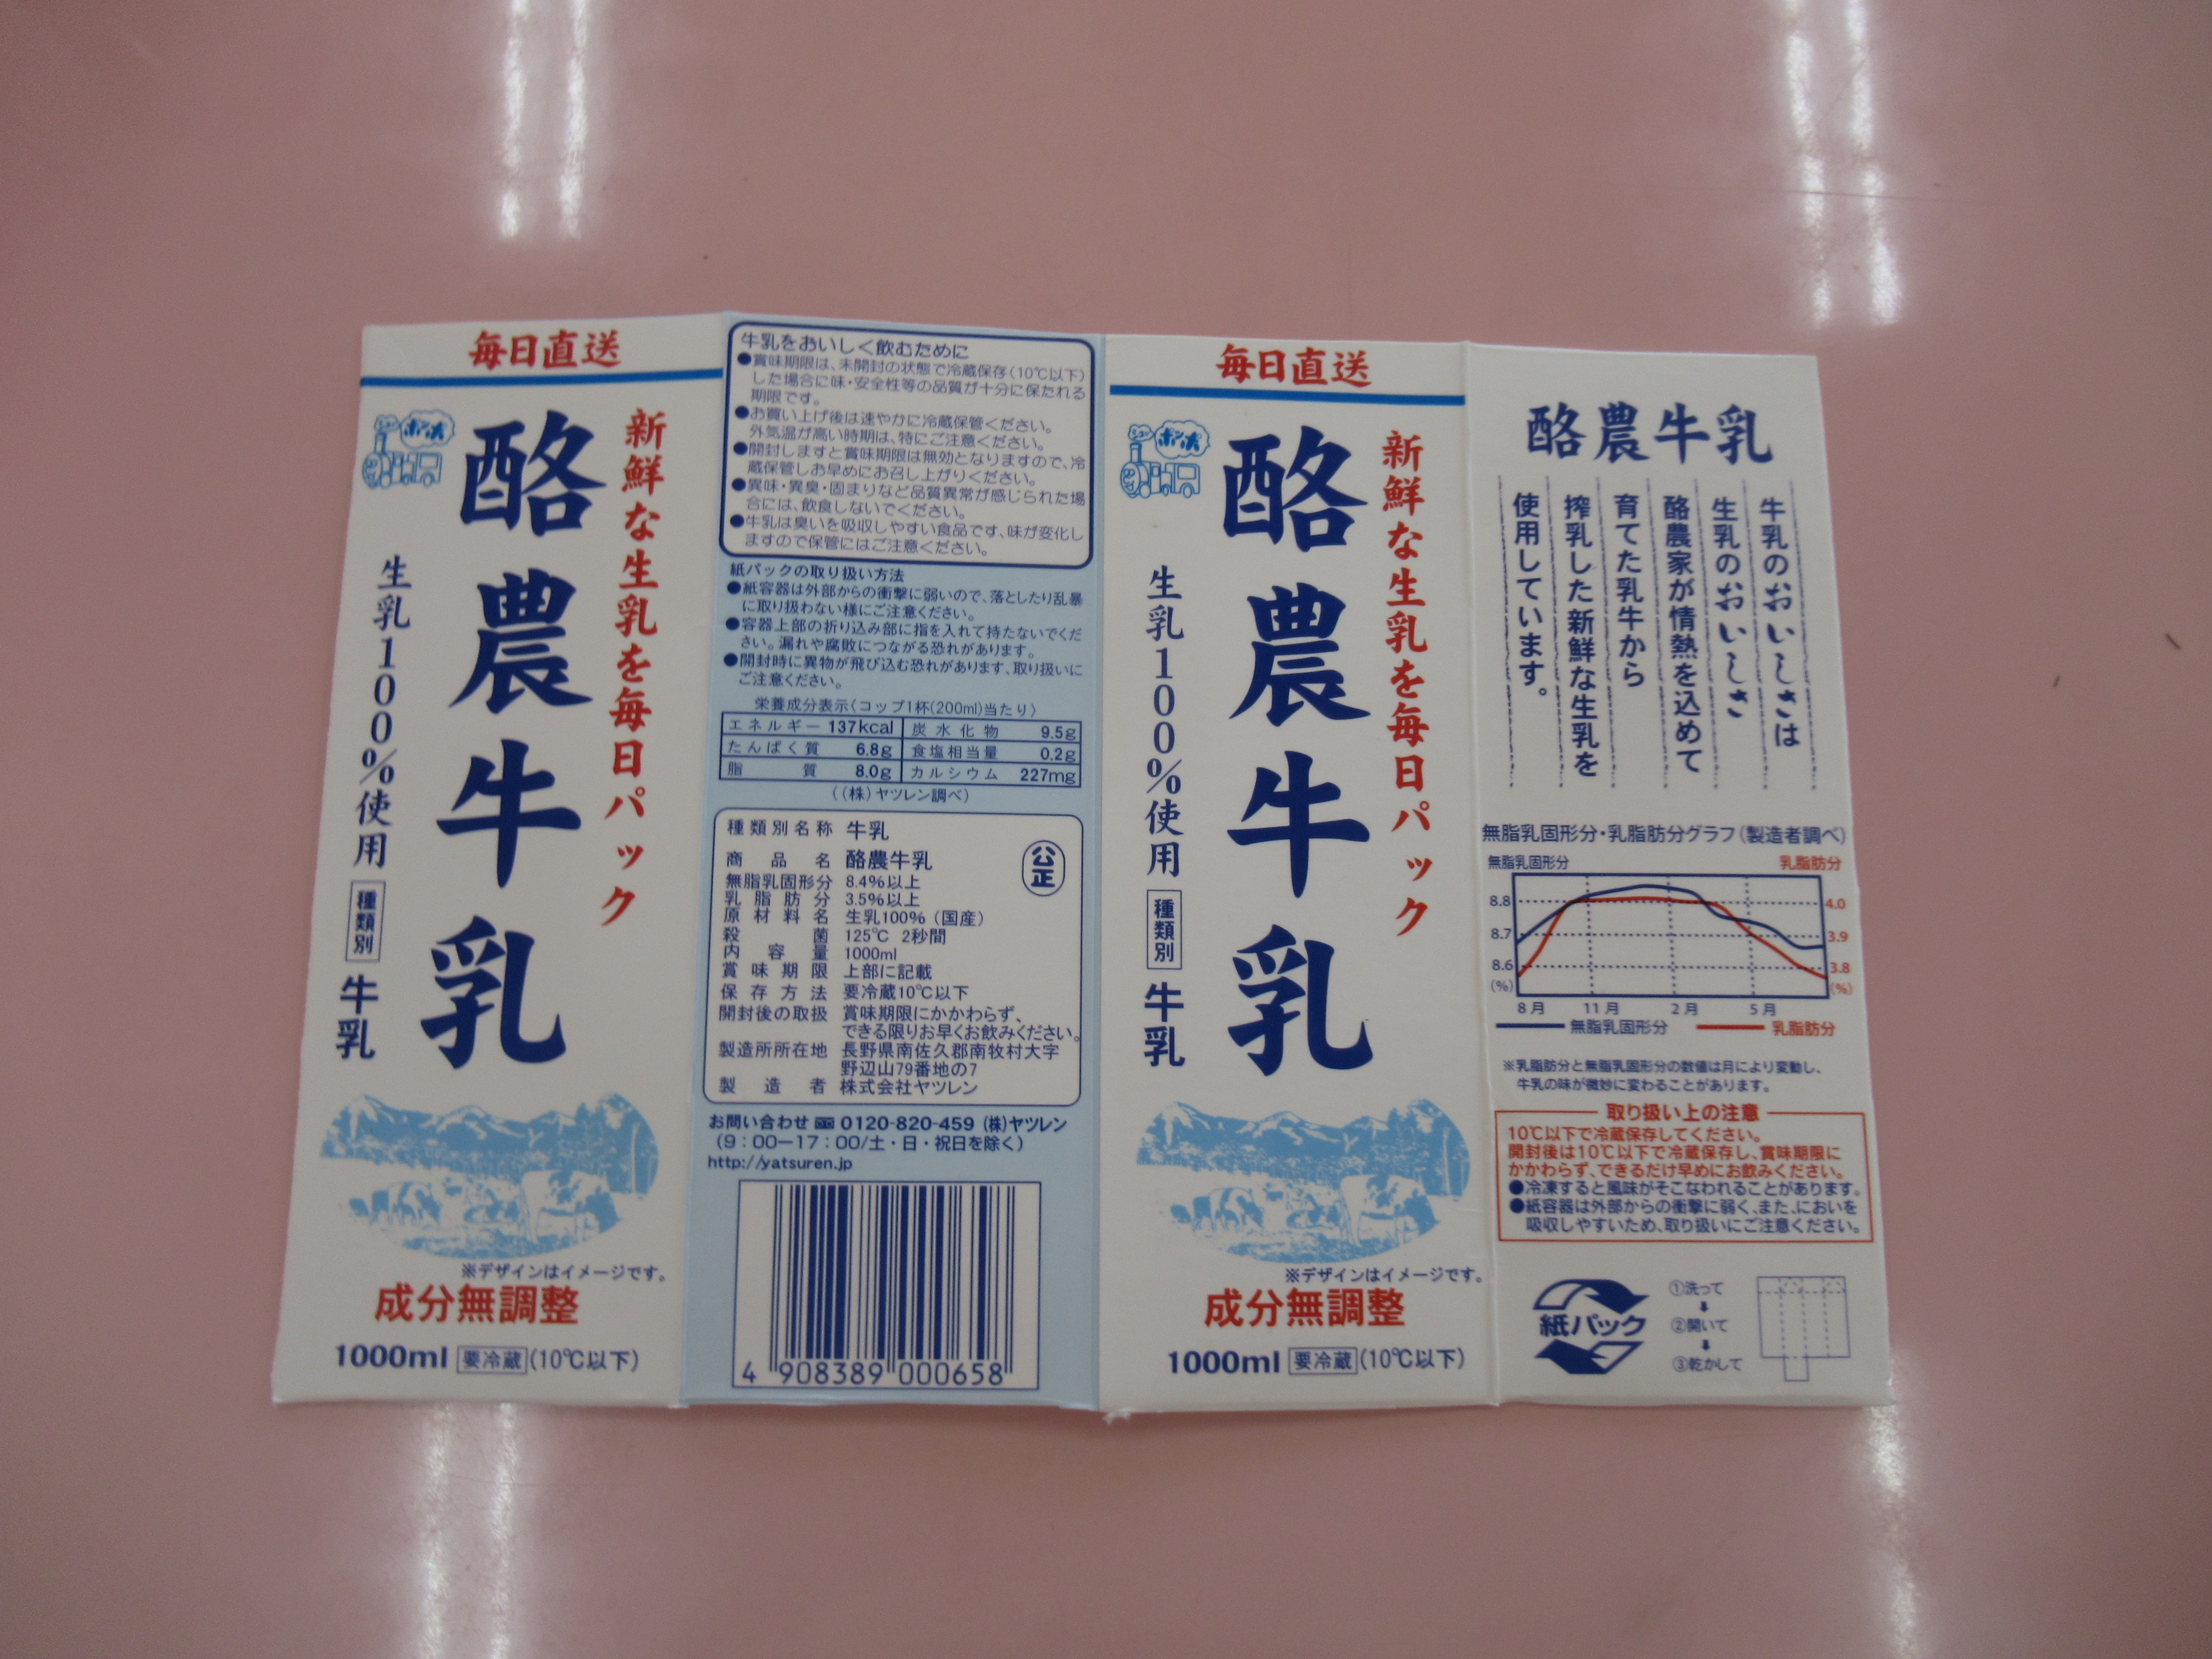 毎日直送
シュシュ
ポッポ
新鮮な生乳を毎日パック
酪農牛乳
生乳100%使用
種類別
牛乳
※デザインはイメージです。
成分無調整
1000ml 要冷蔵 (10℃以下)
牛乳をおいしく飲むために
●賞味期限は、未開封の状態で冷蔵保存(10℃以下)
した場合に味・安全性等の品質が十分に保たれる
期限です。
●お買い上げ後は速やかに冷蔵保管ください。
外気温が高い時期は、特にご注意ください。
●開封しますと賞味期限は無効となりますので、冷
蔵保管しお早めにお召し上がりください。
●異味・異臭・固まりなど品質異常が感じられた場
合には、飲食しないでください。
●牛乳は臭いを吸収しやすい食品です、味が変化し
ますので保管にはご注意ください。
紙パックの取り扱い方法
●紙容器は外部からの衝撃に弱いので、落としたり乱暴
に取り扱わない様にご注意ください。
●容器上部の折り込み部に指を入れて持たないでくだ
さい。漏れや腐敗につながる恐れがあります。
●開封時に異物が飛び込む恐れがあります、取り扱いに
ご注意ください。
栄養成分表示(コップ1杯(200ml)当たり)
エネルギー 137kcal 炭水化物 9.5g
たんぱく質 6.8g 食塩相当量 0.2g
脂質 8.0g カルシウム 227mg
((株)ヤツレン調べ)
種類別名称 牛乳
商品名 酪農牛乳
公正
無脂乳固形分 8.4%以上
乳脂肪分 3.5%以上
原材料名 生乳100%(国産)
殺菌 125℃ 2秒間
内容量 1000ml
賞味期限 上部に記載
保存方法 要冷蔵10℃以下
開封後の取扱 賞味期限にかかわらず、
できる限りお早くお飲みください。
製造所所在地 長野県南佐久郡南牧村大字
野辺山79番地の7
製造者 株式会社ヤツレン
お問い合わせ 0120-820-459 (株)ヤツレン
(9:00ー17:00/土・日・祝日を除く)
http://yatsuren.jp
4 908389 000658
毎日直送
ポッポ
新鮮な生乳を毎日パック
酪農牛乳
生乳100%使用
種類別
牛乳
※デザインはイメージです。
成分無調整
1000ml 要冷蔵 (10℃以下)
酪農牛乳
牛乳のおいしさは
生乳のおいしさ
酪農家が情熱を込めて
育てた乳牛から
搾乳した新鮮な生乳を
使用しています。
無脂乳固形分・乳脂肪分グラフ(製造者調べ)
無脂乳固形分 乳脂肪分
8.8 4.0
8.7 3.9
8.6 3.8
(%) (%)
8月 11月 2月 5月
無脂乳固形分 乳脂肪分
※乳脂肪分と無脂乳固形分の数値は月により変動し、
牛乳の味が微妙に変わることがあります。
取り扱い上の注意
10℃以下で冷蔵保存してください。
開封後は10℃以下で冷蔵保存し、賞味期限に
かかわらず、できるだけ早めにお飲みください。
●冷凍すると風味がそこなわれることがあります。
●紙容器は外部からの衝撃に弱く、また、においを
吸収しやすいため、取り扱いにご注意ください。
紙パック
①洗って
②開いて
③乾かして